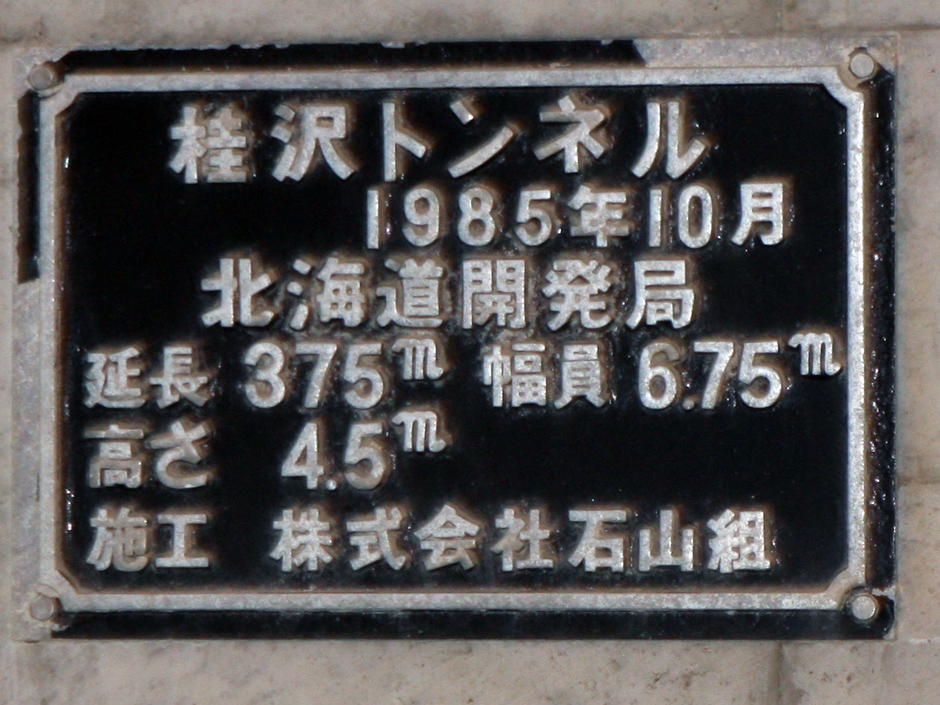 桂沢トンネル
1985年10月
北海道開発局
延長 375m 幅員 6.75m
高さ 4.5m
施工 株式会社石山組